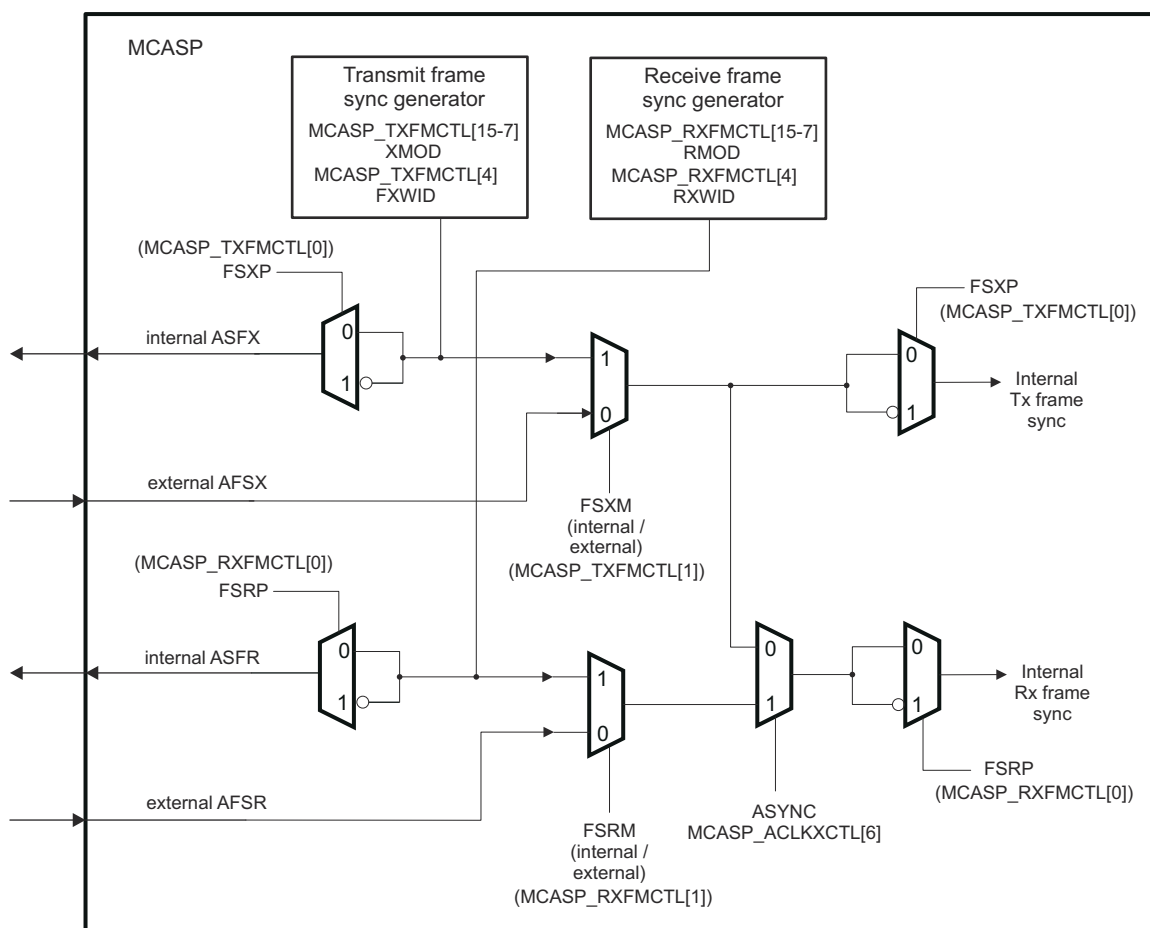 MCASP
Transmit frame
sync generator
MCASP_TXFMCTL[15-7]
XMOD
MCASP_TXFMCTL[4]
FXWID
Receive frame
sync generator
MCASP_RXFMCTL[15-7]
RMOD
MCASP_RXFMCTL[4]
RXWID
(MCASP_TXFMCTL[0])
FSXP
0
1
internal ASFX
1
0
FSXP
(MCASP_TXFMCTL[0])
0
1
Internal
Tx frame
sync
external AFSX
FSXM
(internal /
external)
(MCASP_TXFMCTL[1])
(MCASP_RXFMCTL[0])
FSRP
0
1
internal ASFR
1
0
0
1
0
1
Internal
Rx frame
sync
external AFSR
FSRM
(internal /
external)
(MCASP_RXFMCTL[1])
ASYNC
MCASP_ACLKXCTL[6]
FSRP
(MCASP_RXFMCTL[0])